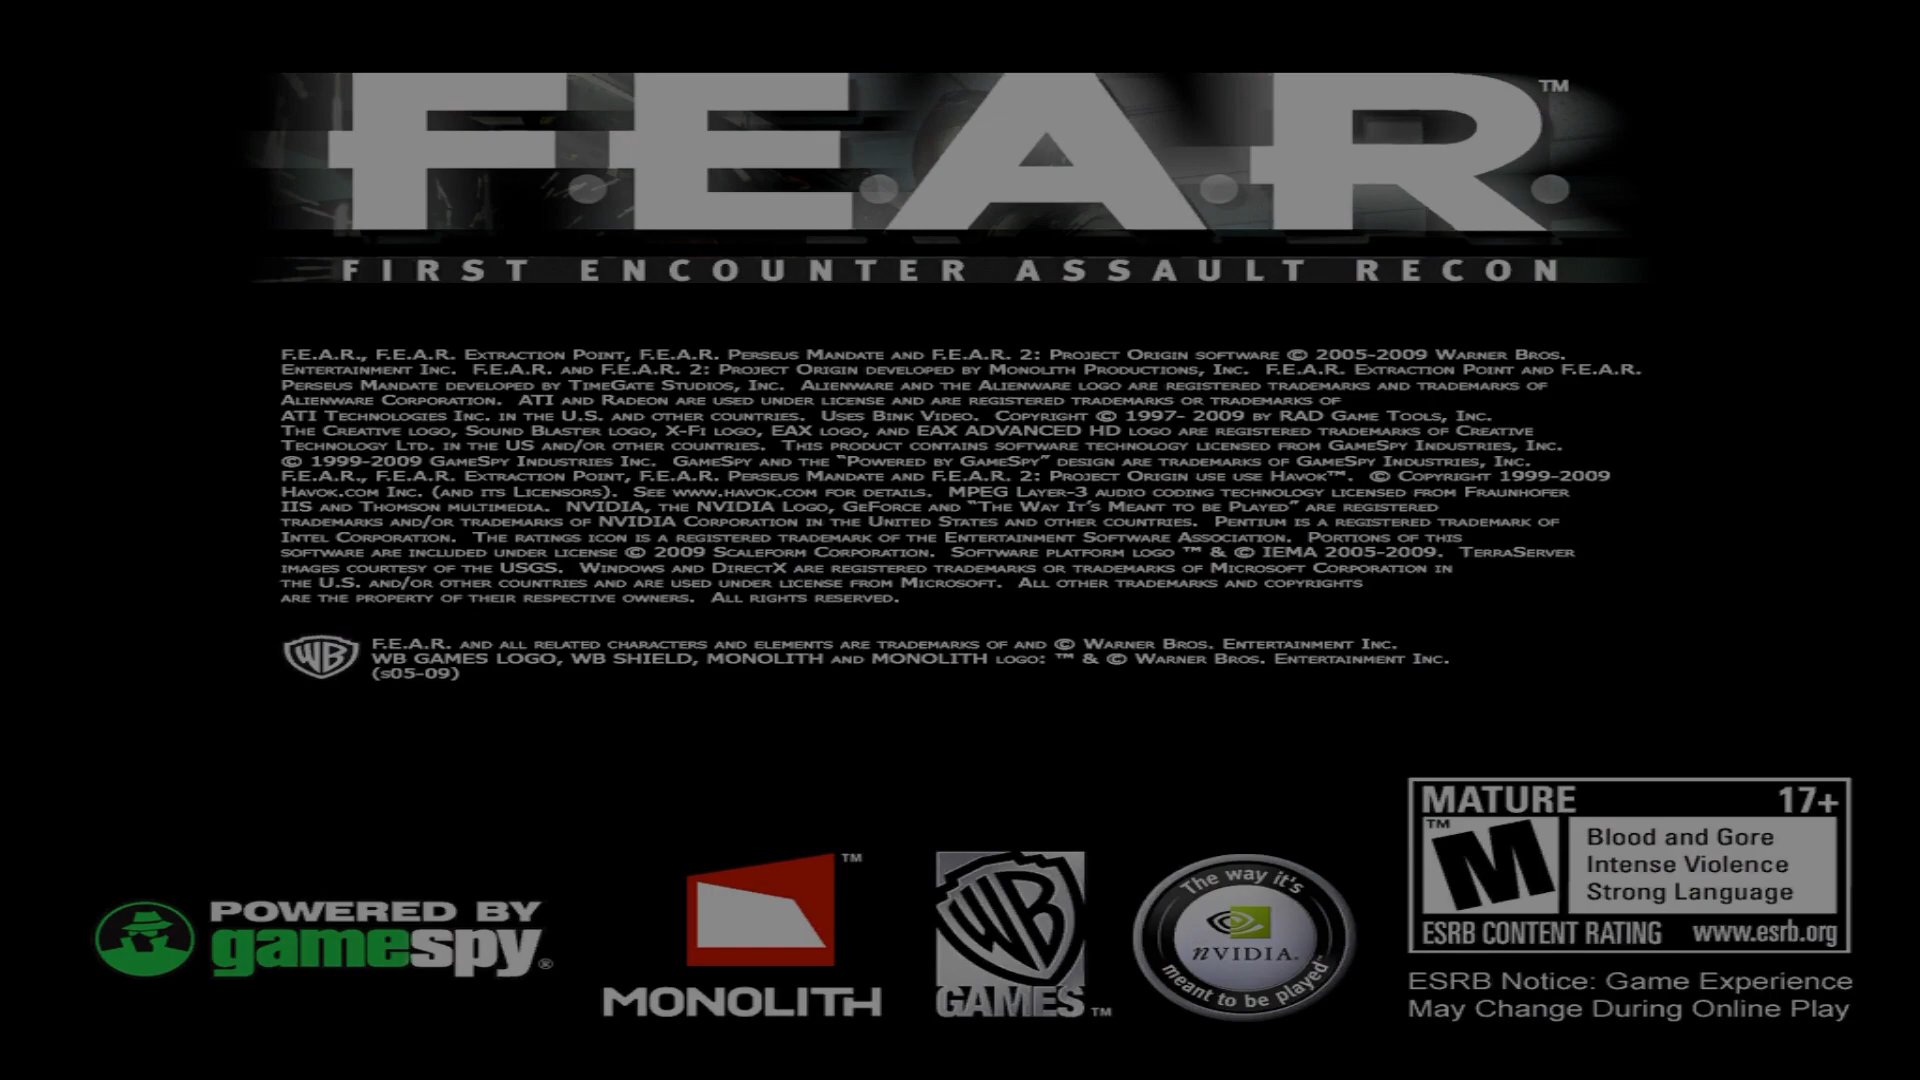 F.E.A.R.™
FIRST ENCOUNTER ASSAULT RECON
F.E.A.R., F.E.A.R. Extraction Point, F.E.A.R. Perseus Mandate and F.E.A.R. 2: Project Origin software © 2005-2009 Warner Bros.
Entertainment Inc. F.E.A.R. and F.E.A.R. 2: Project Origin developed by Monolith Productions, Inc. F.E.A.R. Extraction Point and F.E.A.R.
Perseus Mandate developed by TimeGate Studios, Inc. Alienware and the Alienware logo are registered trademarks and trademarks of
Alienware Corporation. ATI and Radeon are used under license and are registered trademarks or trademarks of
ATI Technologies Inc. in the U.S. and other countries. Uses Bink Video. Copyright © 1997- 2009 by RAD Game Tools, Inc.
The Creative logo, Sound Blaster logo, X-Fi logo, EAX logo, and EAX ADVANCED HD logo are registered trademarks of Creative
Technology Ltd. in the US and/or other countries. This product contains software technology licensed from GameSpy Industries, Inc.
© 1999-2009 GameSpy Industries Inc. GameSpy and the “Powered by GameSpy” design are trademarks of GameSpy Industries, Inc.
F.E.A.R., F.E.A.R. Extraction Point, F.E.A.R. Perseus Mandate and F.E.A.R. 2: Project Origin use use Havok™. © Copyright 1999-2009
Havok.com Inc. (and its Licensors). See www.havok.com for details. MPEG Layer-3 audio coding technology licensed from Fraunhofer
IIS and Thomson multimedia. NVIDIA, the NVIDIA Logo, GeForce and “The Way It’s Meant to be Played” are registered
trademarks and/or trademarks of NVIDIA Corporation in the United States and other countries. Pentium is a registered trademark of
Intel Corporation. The ratings icon is a registered trademark of the Entertainment Software Association. Portions of this
software are included under license © 2009 Scaleform Corporation. Software platform logo ™ & © IEMA 2005-2009. TerraServer
images courtesy of the USGS. Windows and DirectX are registered trademarks or trademarks of Microsoft Corporation in
the U.S. and/or other countries and are used under license from Microsoft. All other trademarks and copyrights
are the property of their respective owners. All rights reserved.
WB F.E.A.R. and all related characters and elements are trademarks of and © Warner Bros. Entertainment Inc.
WB GAMES LOGO, WB SHIELD, MONOLITH and MONOLITH logo: ™ & © Warner Bros. Entertainment Inc.
(s05-09)
POWERED BY
gamespy®
™
MONOLITH
WB
GAMES™
The way it's
nVIDIA.
meant to be played™
MATURE 17+
™
M
Blood and Gore
Intense Violence
Strong Language
ESRB CONTENT RATING www.esrb.org
ESRB Notice: Game Experience
May Change During Online Play